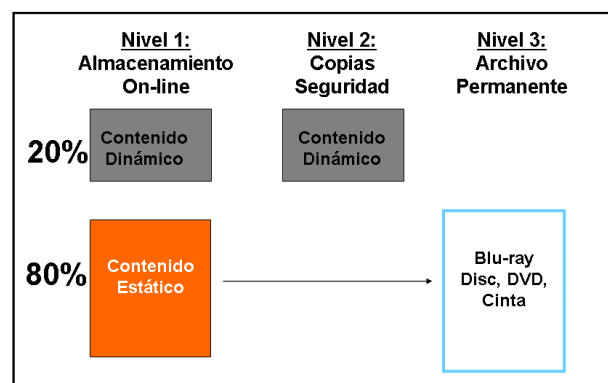 Nivel 1:
Almacenamiento
On-line
Nivel 2:
Copias
Seguridad
Nivel 3:
Archivo
Permanente
20%
Contenido
Dinámico
Contenido
Dinámico
80%
Contenido
Estático
Blu-ray
Disc, DVD,
Cinta